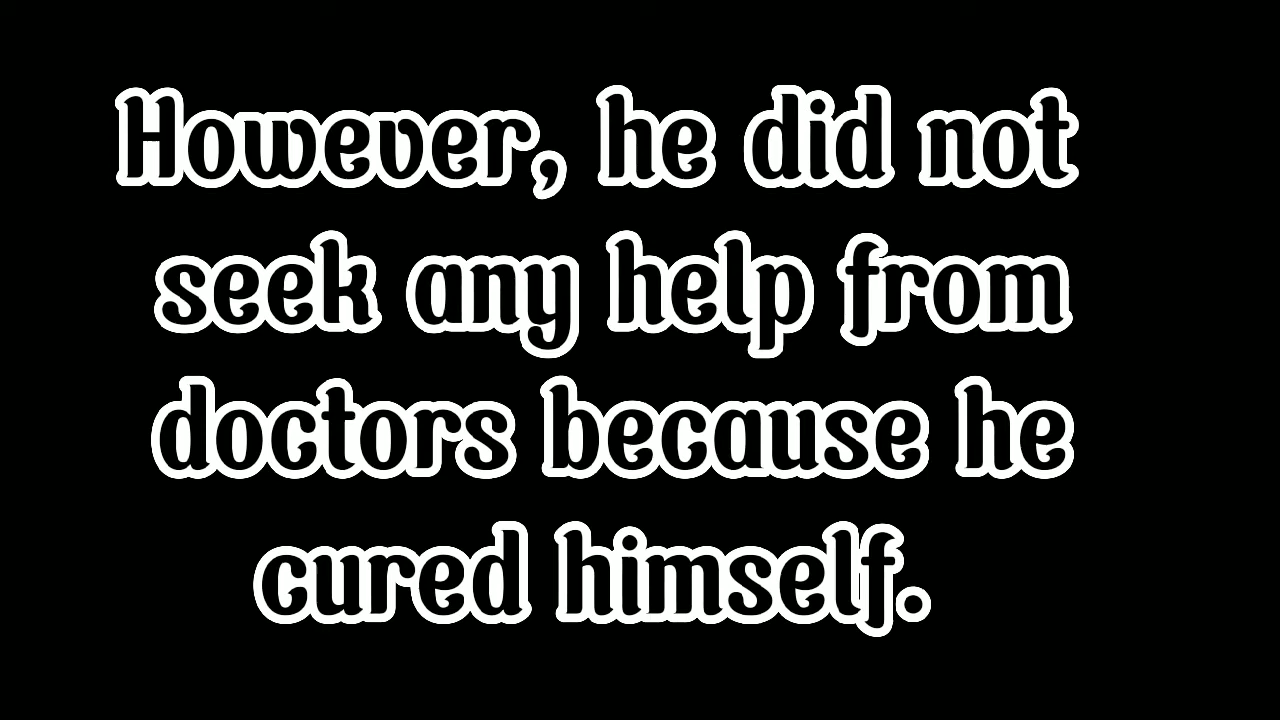 However, he did not
seek any help from
doctors because he
cured himself.